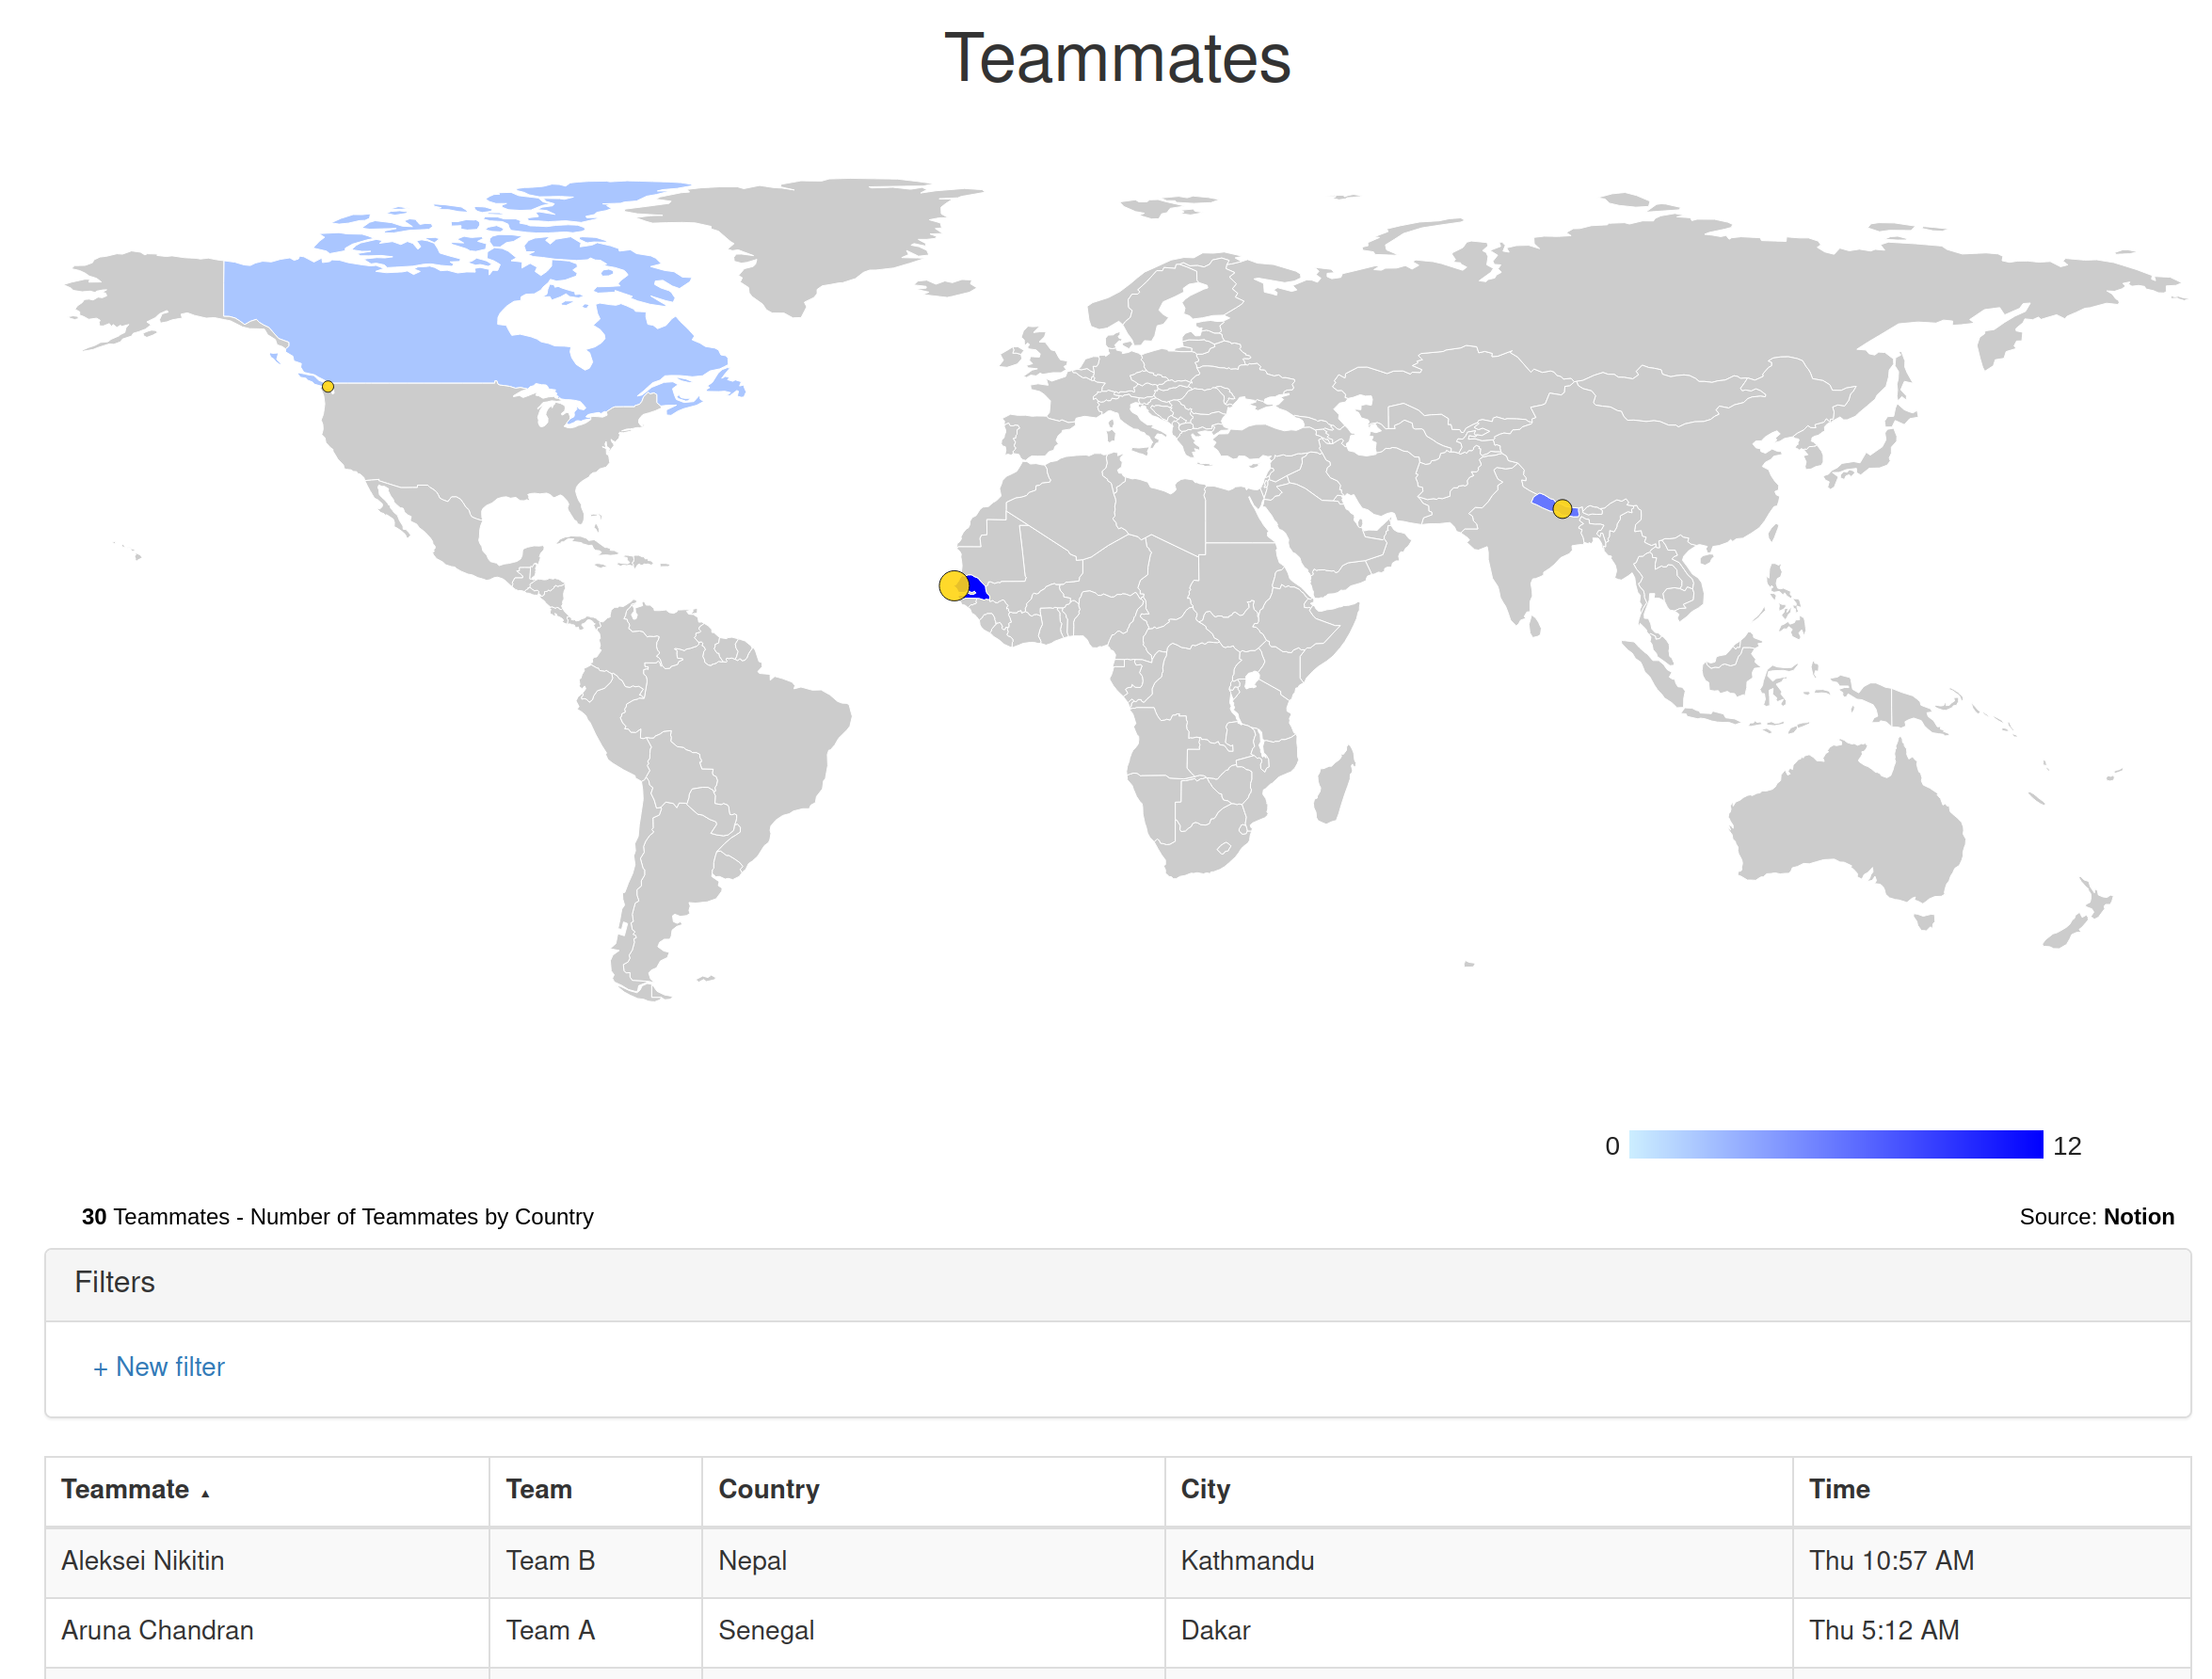 Teammates
0 12
30 Teammates - Number of Teammates by Country Source: Notion
Filters
+ New filter
Teammate ▲ Team Country City Time
Aleksei Nikitin Team B Nepal Kathmandu Thu 10:57 AM
Aruna Chandran Team A Senegal Dakar Thu 5:12 AM